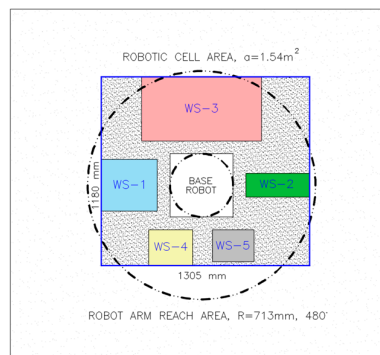 ROBOTIC CELL AREA, a=1.54m²
WS-3
WS-1
BASE
ROBOT
WS-2
1180 mm
WS-4
WS-5
1305 mm
ROBOT ARM REACH AREA, R=713mm, 480°